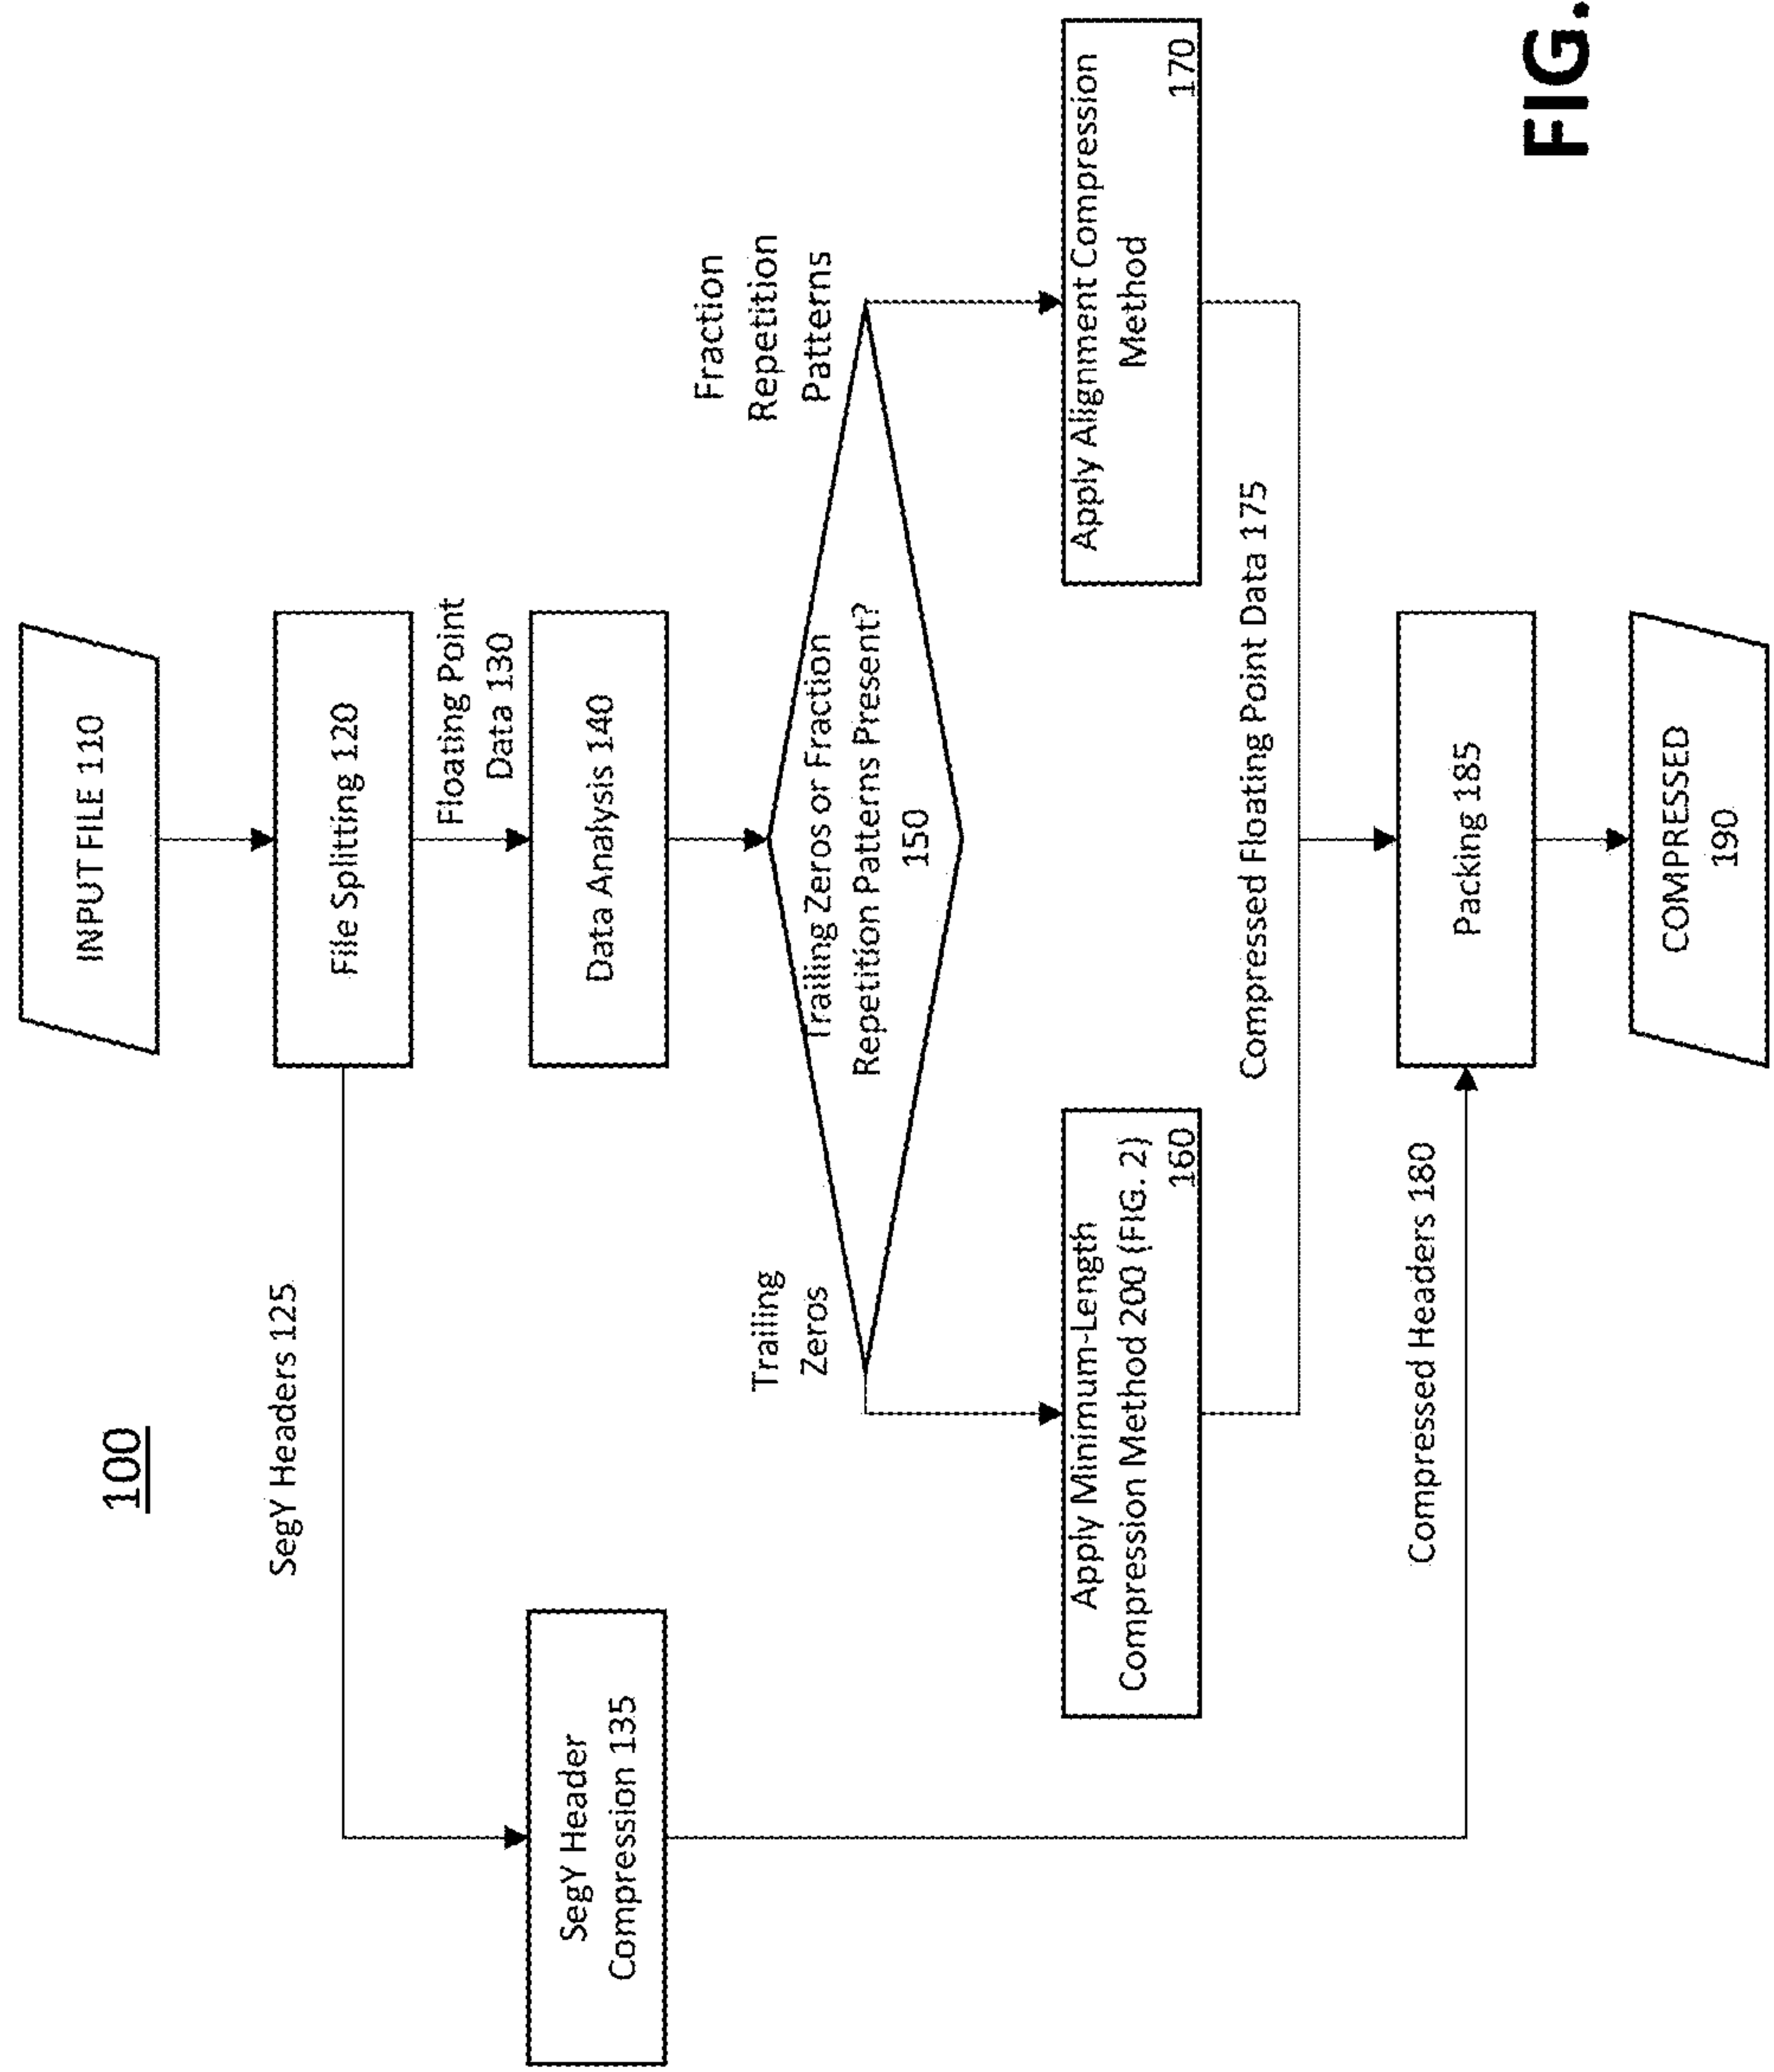 100
INPUT FILE 110
File Splitting 120
SegY Headers 125
Floating Point
Data 130
SegY Header
Compression 135
Data Analysis 140
Trailing Zeros or Fraction
Repetition Patterns Present?
150
Trailing
Zeros
Fraction
Repetition
Patterns
Apply Minimum-Length
Compression Method 200 (FIG. 2)
160
Apply Alignment Compression
170
Method
Compressed Floating Point Data 175
Compressed Headers 180
Packing 185
COMPRESSED
190
FIG.